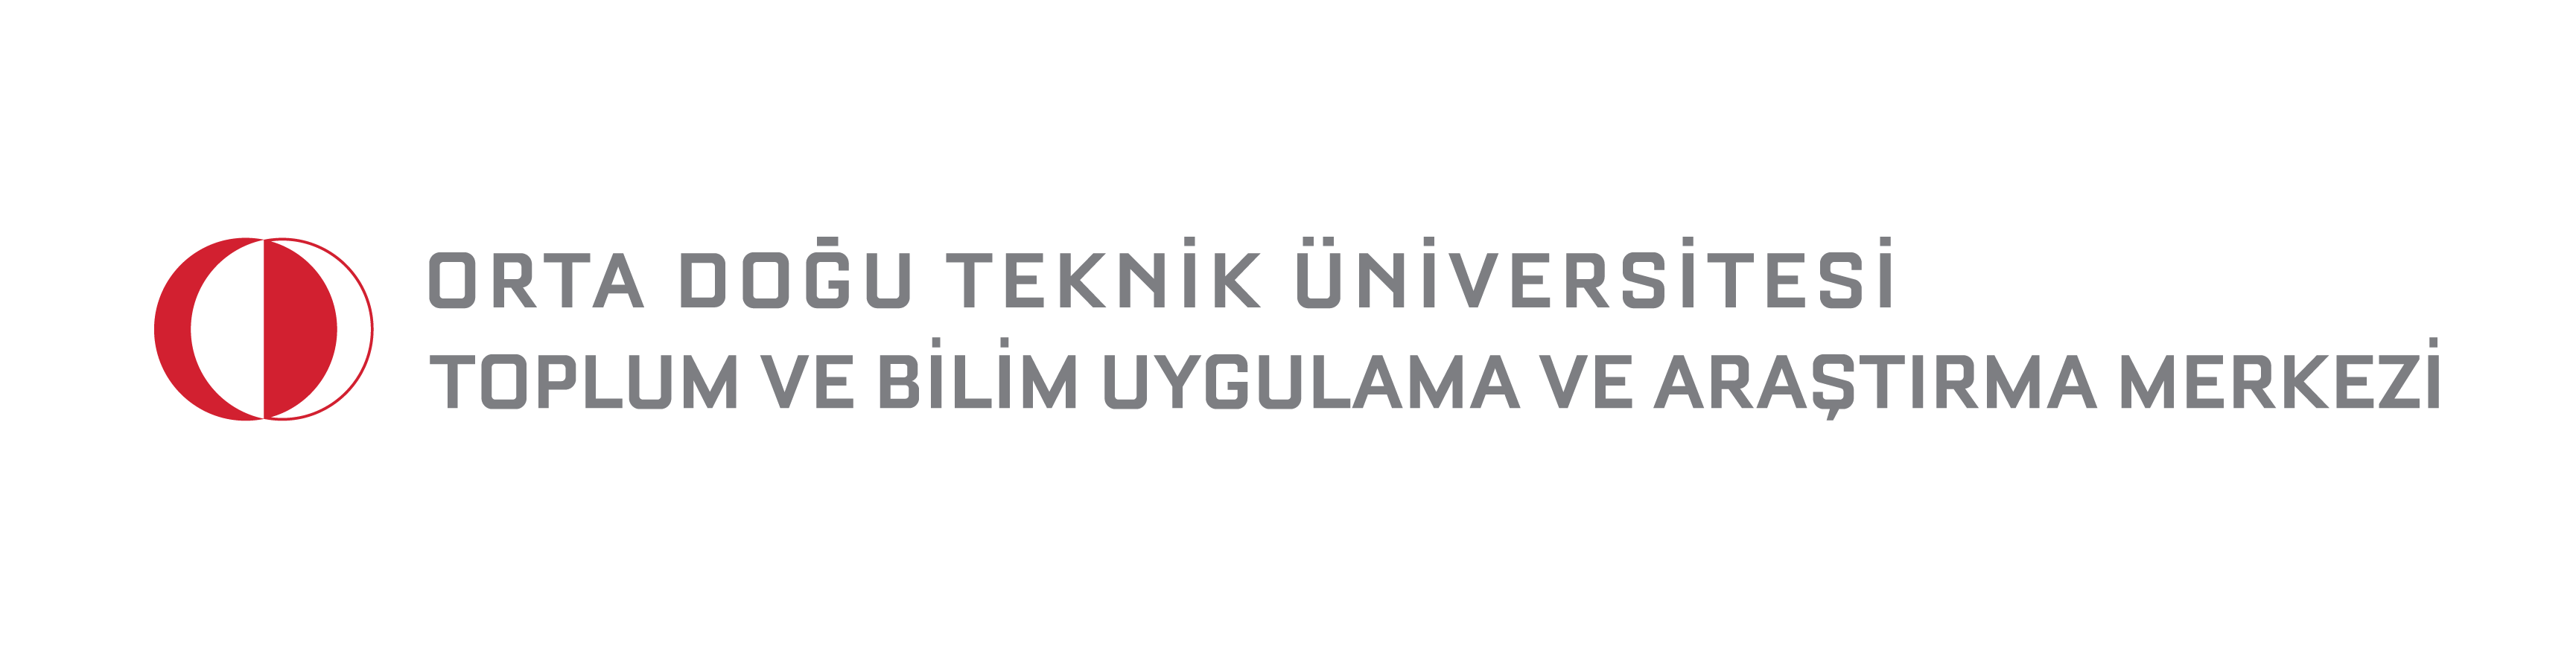 ORTA DOĞU TEKNİK ÜNİVERSİTESİ
TOPLUM VE BİLİM UYGULAMA VE ARAŞTIRMA MERKEZİ